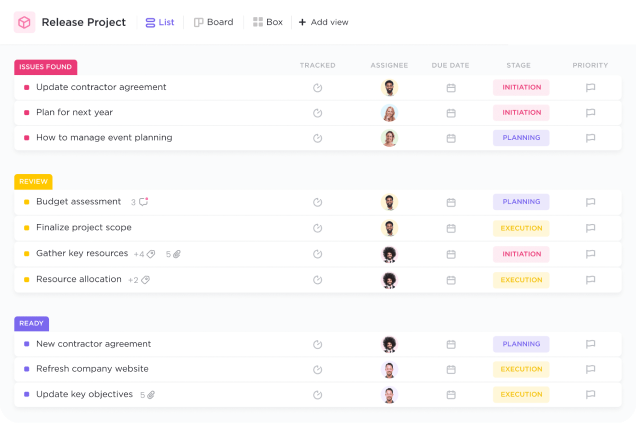 Release Project List Board Box + Add view
ISSUES FOUND TRACKED ASSIGNEE DUE DATE STAGE PRIORITY
Update contractor agreement INITIATION
Plan for next year INITIATION
How to manage event planning PLANNING
REVIEW
Budget assessment 3 PLANNING
Finalize project scope EXECUTION
Gather key resources +4 5 INITIATION
Resource allocation +2 EXECUTION
READY
New contractor agreement PLANNING
Refresh company website EXECUTION
Update key objectives 5 EXECUTION